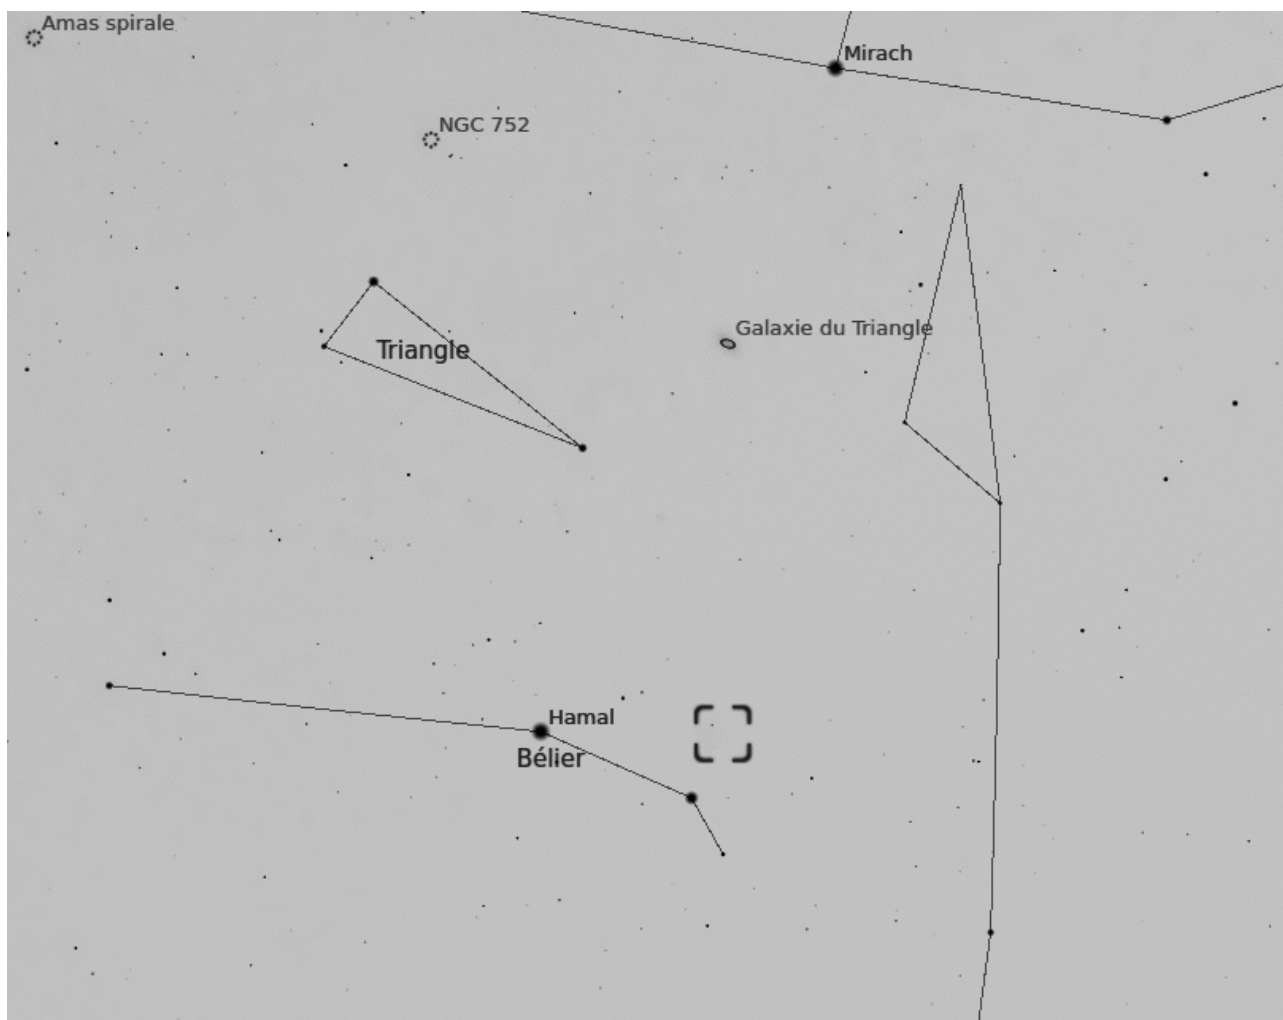 Amas spirale
Mirach
NGC 752
Galaxie du Triangle
Triangle
Hamal
Bélier